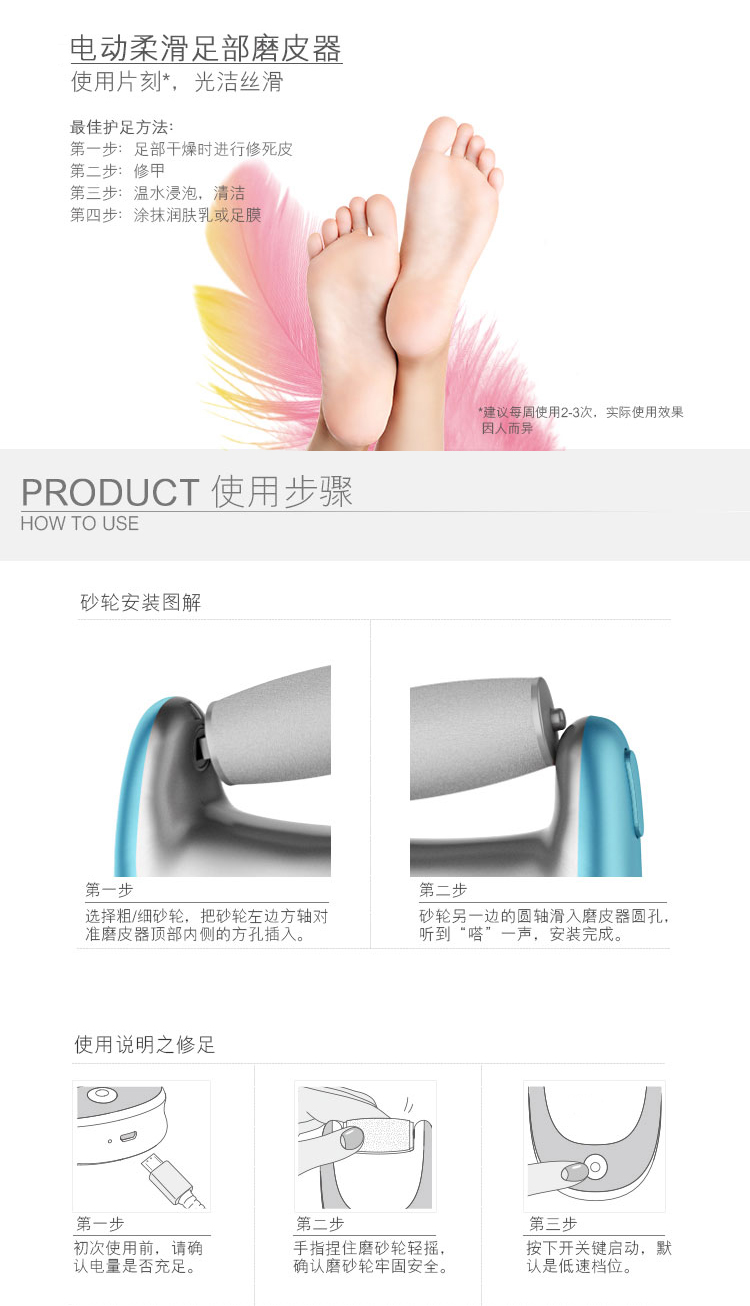 电动柔滑足部磨皮器
使用片刻*，光洁丝滑
最佳护足方法：
第一步：足部干燥时进行修死皮
第二步：修甲
第三步：温水浸泡，清洁
第四步：涂抹润肤乳或足膜
*建议每周使用2-3次，实际使用效果
因人而异
PRODUCT 使用步骤
HOW TO USE
砂轮安装图解
第一步
选择粗/细砂轮，把砂轮左边方轴对
准磨皮器顶部内侧的方孔插入。
第二步
砂轮另一边的圆轴滑入磨皮器圆孔，
听到“嗒”一声，安装完成。
使用说明之修足
第一步
初次使用前，请确
认电量是否充足。
第二步
手指捏住磨砂轮轻摇，
确认磨砂轮牢固安全。
第三步
按下开关键启动，默
认是低速档位。